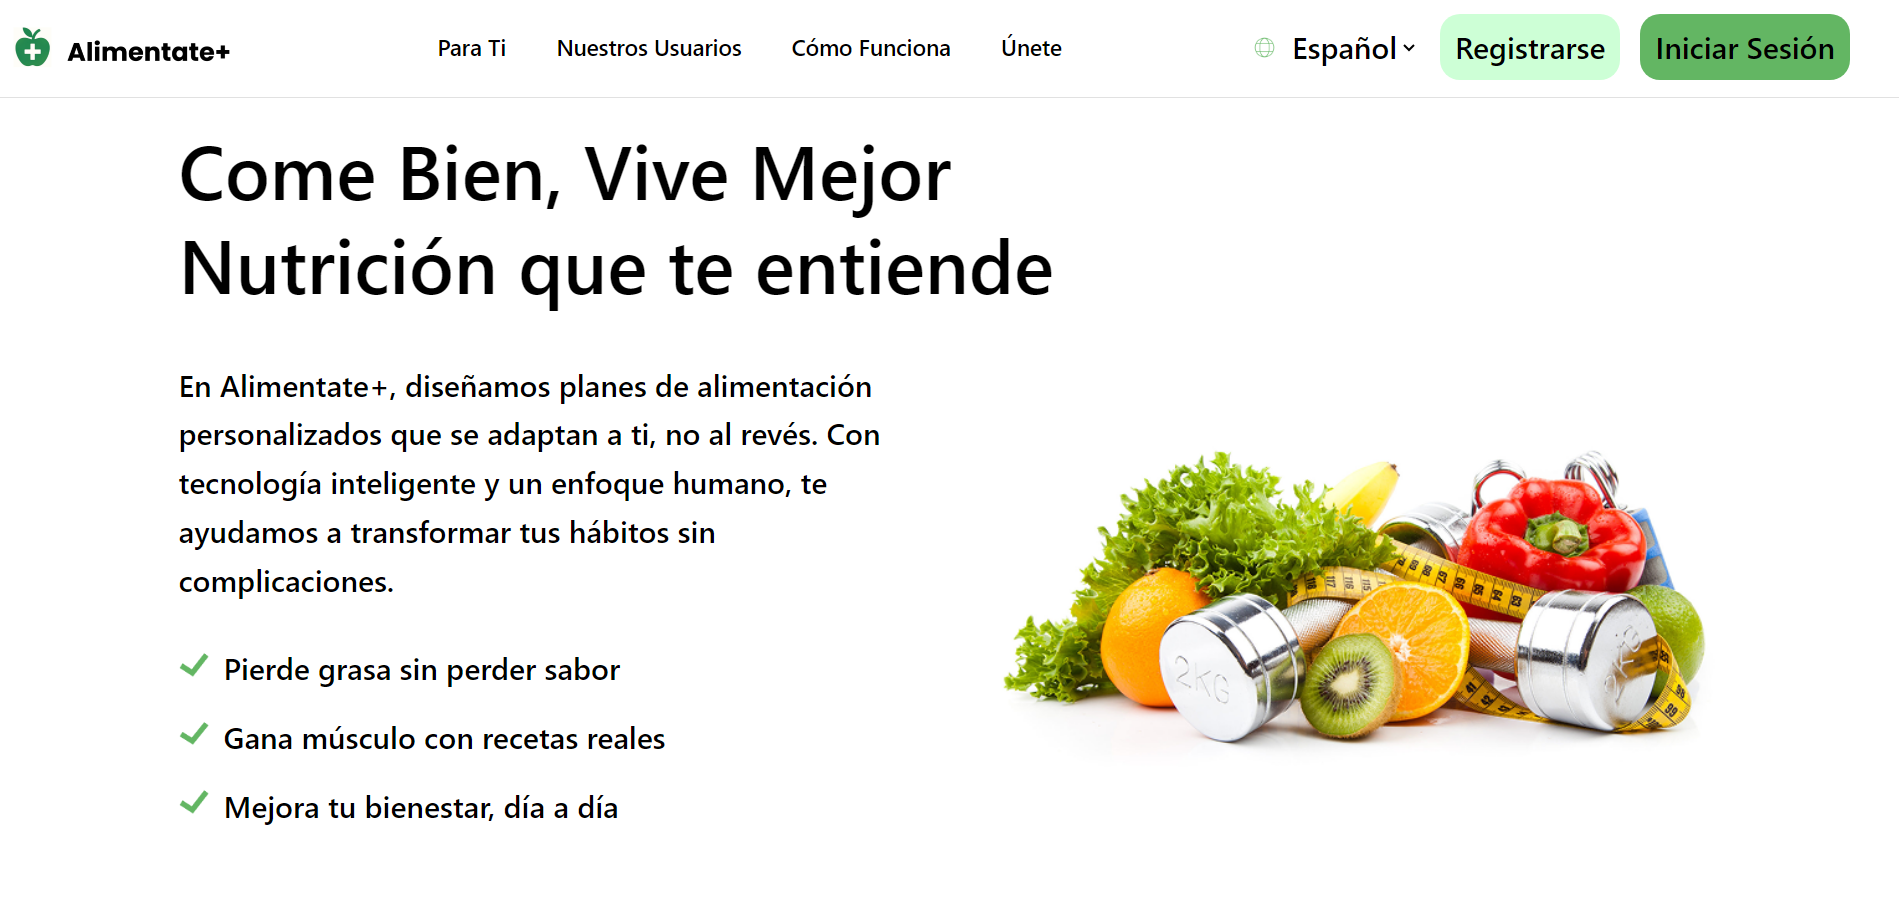 Alimentate+
Para Ti
Nuestros Usuarios
Cómo Funciona
Únete
Español
Registrarse
Iniciar Sesión
Come Bien, Vive Mejor
Nutrición que te entiende
En Alimentate+, diseñamos planes de alimentación
personalizados que se adaptan a ti, no al revés. Con
tecnología inteligente y un enfoque humano, te
ayudamos a transformar tus hábitos sin
complicaciones.
Pierde grasa sin perder sabor
Gana músculo con recetas reales
Mejora tu bienestar, día a día
2KG